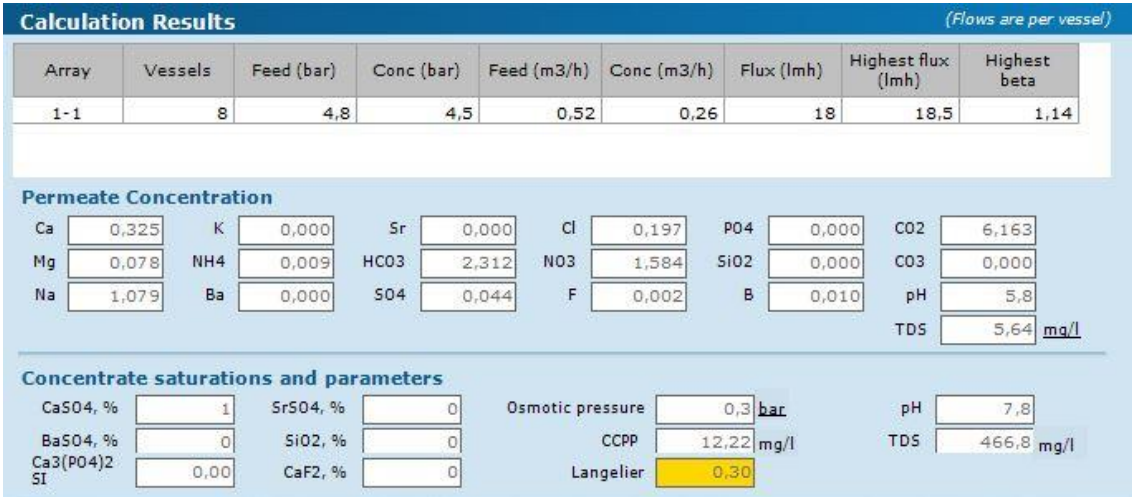 Calculation Results (Flows are per vessel)
Array Vessels Feed (bar) Conc (bar) Feed (m3/h) Conc (m3/h) Flux (lmh) Highest flux (lmh) Highest beta
1-1 8 4,8 4,5 0,52 0,26 18 18,5 1,14
Permeate Concentration
Ca 0,325 K 0,000 Sr 0,000 Cl 0,197 PO4 0,000 CO2 6,163
Mg 0,078 NH4 0,009 HCO3 2,312 NO3 1,584 SiO2 0,000 CO3 0,000
Na 1,079 Ba 0,000 SO4 0,044 F 0,002 B 0,010 pH 5,8
TDS 5,64 mg/l
Concentrate saturations and parameters
CaSO4, % 1 SrSO4, % 0 Osmotic pressure 0,3 bar pH 7,8
BaSO4, % 0 SiO2, % 0 CCPP 12,22 mg/l TDS 466,8 mg/l
Ca3(PO4)2 SI 0,00 CaF2, % 0 Langelier 0,30